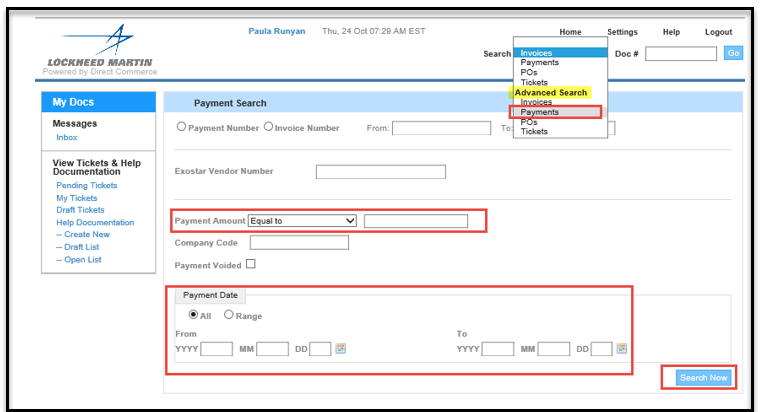 Paula Runyan Thu, 24 Oct 07:29 AM EST
Home Settings Help Logout
LOCKHEED MARTIN
Powered by Direct Commerce
Search Invoices Doc # Go
Payments
POs
Tickets
Advanced Search
Invoices
Payments
POs
Tickets
My Docs
Messages
Inbox
View Tickets & Help
Documentation
Pending Tickets
My Tickets
Draft Tickets
Help Documentation
-- Create New
-- Draft List
-- Open List
Payment Search
Payment Number Invoice Number From: To:
Exostar Vendor Number
Payment Amount Equal to
Company Code
Payment Voided
Payment Date
All Range
From To
YYYY MM DD YYYY MM DD
Search Now